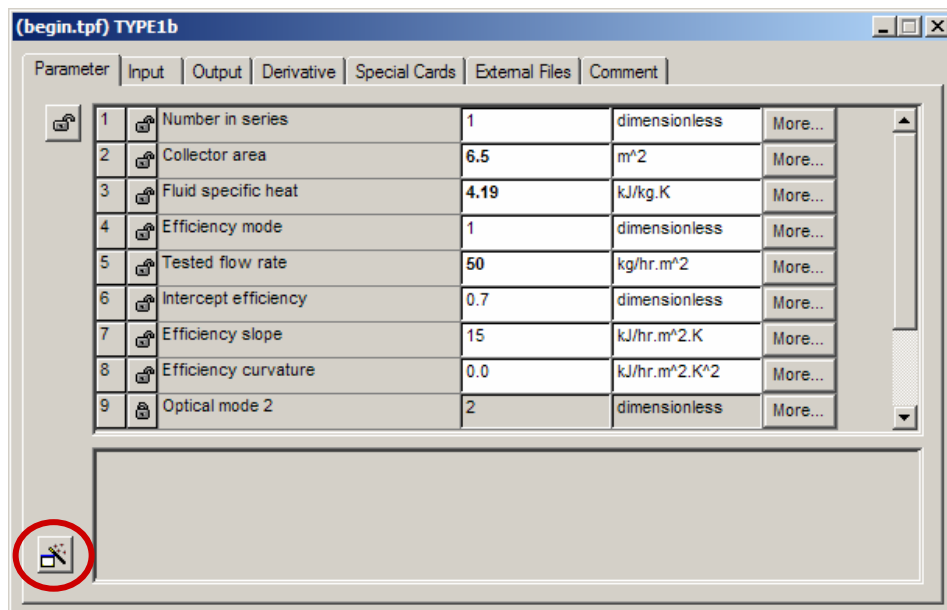 (begin.tpf) TYPE1b
Parameter Input Output Derivative Special Cards External Files Comment
1 Number in series 1 dimensionless More...
2 Collector area 6.5 m^2 More...
3 Fluid specific heat 4.19 kJ/kg.K More...
4 Efficiency mode 1 dimensionless More...
5 Tested flow rate 50 kg/hr.m^2 More...
6 Intercept efficiency 0.7 dimensionless More...
7 Efficiency slope 15 kJ/hr.m^2.K More...
8 Efficiency curvature 0.0 kJ/hr.m^2.K^2 More...
9 Optical mode 2 2 dimensionless More...